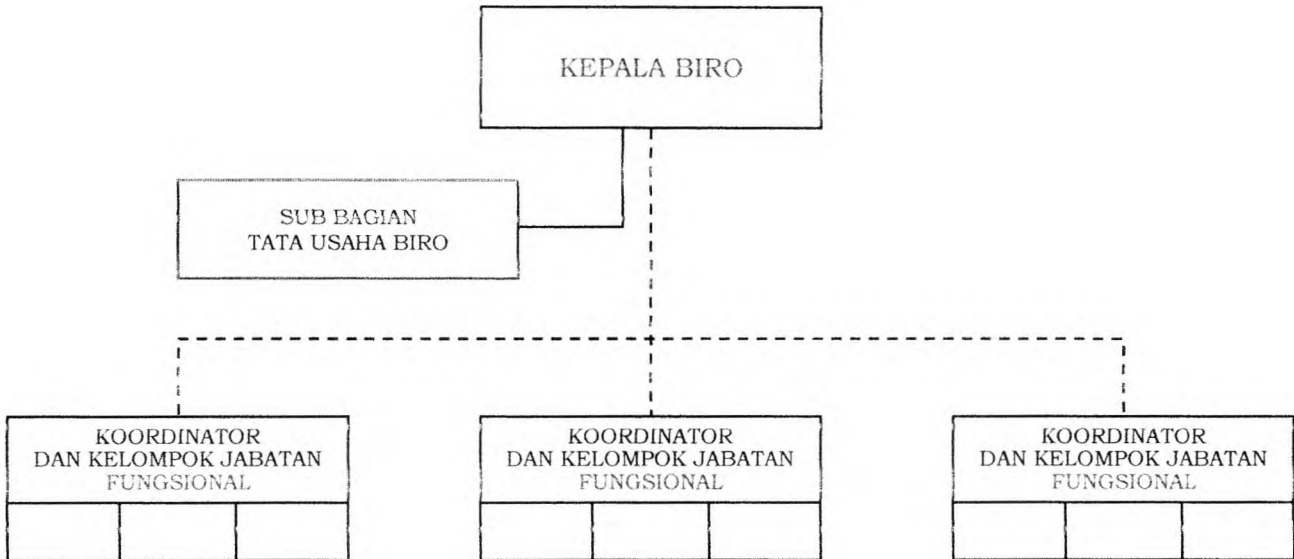 KEPALA BIRO
SUB BAGIAN
TATA USAHA BIRO
KOORDINATOR
DAN KELOMPOK JABATAN
FUNGSIONAL
KOORDINATOR
DAN KELOMPOK JABATAN
FUNGSIONAL
KOORDINATOR
DAN KELOMPOK JABATAN
FUNGSIONAL